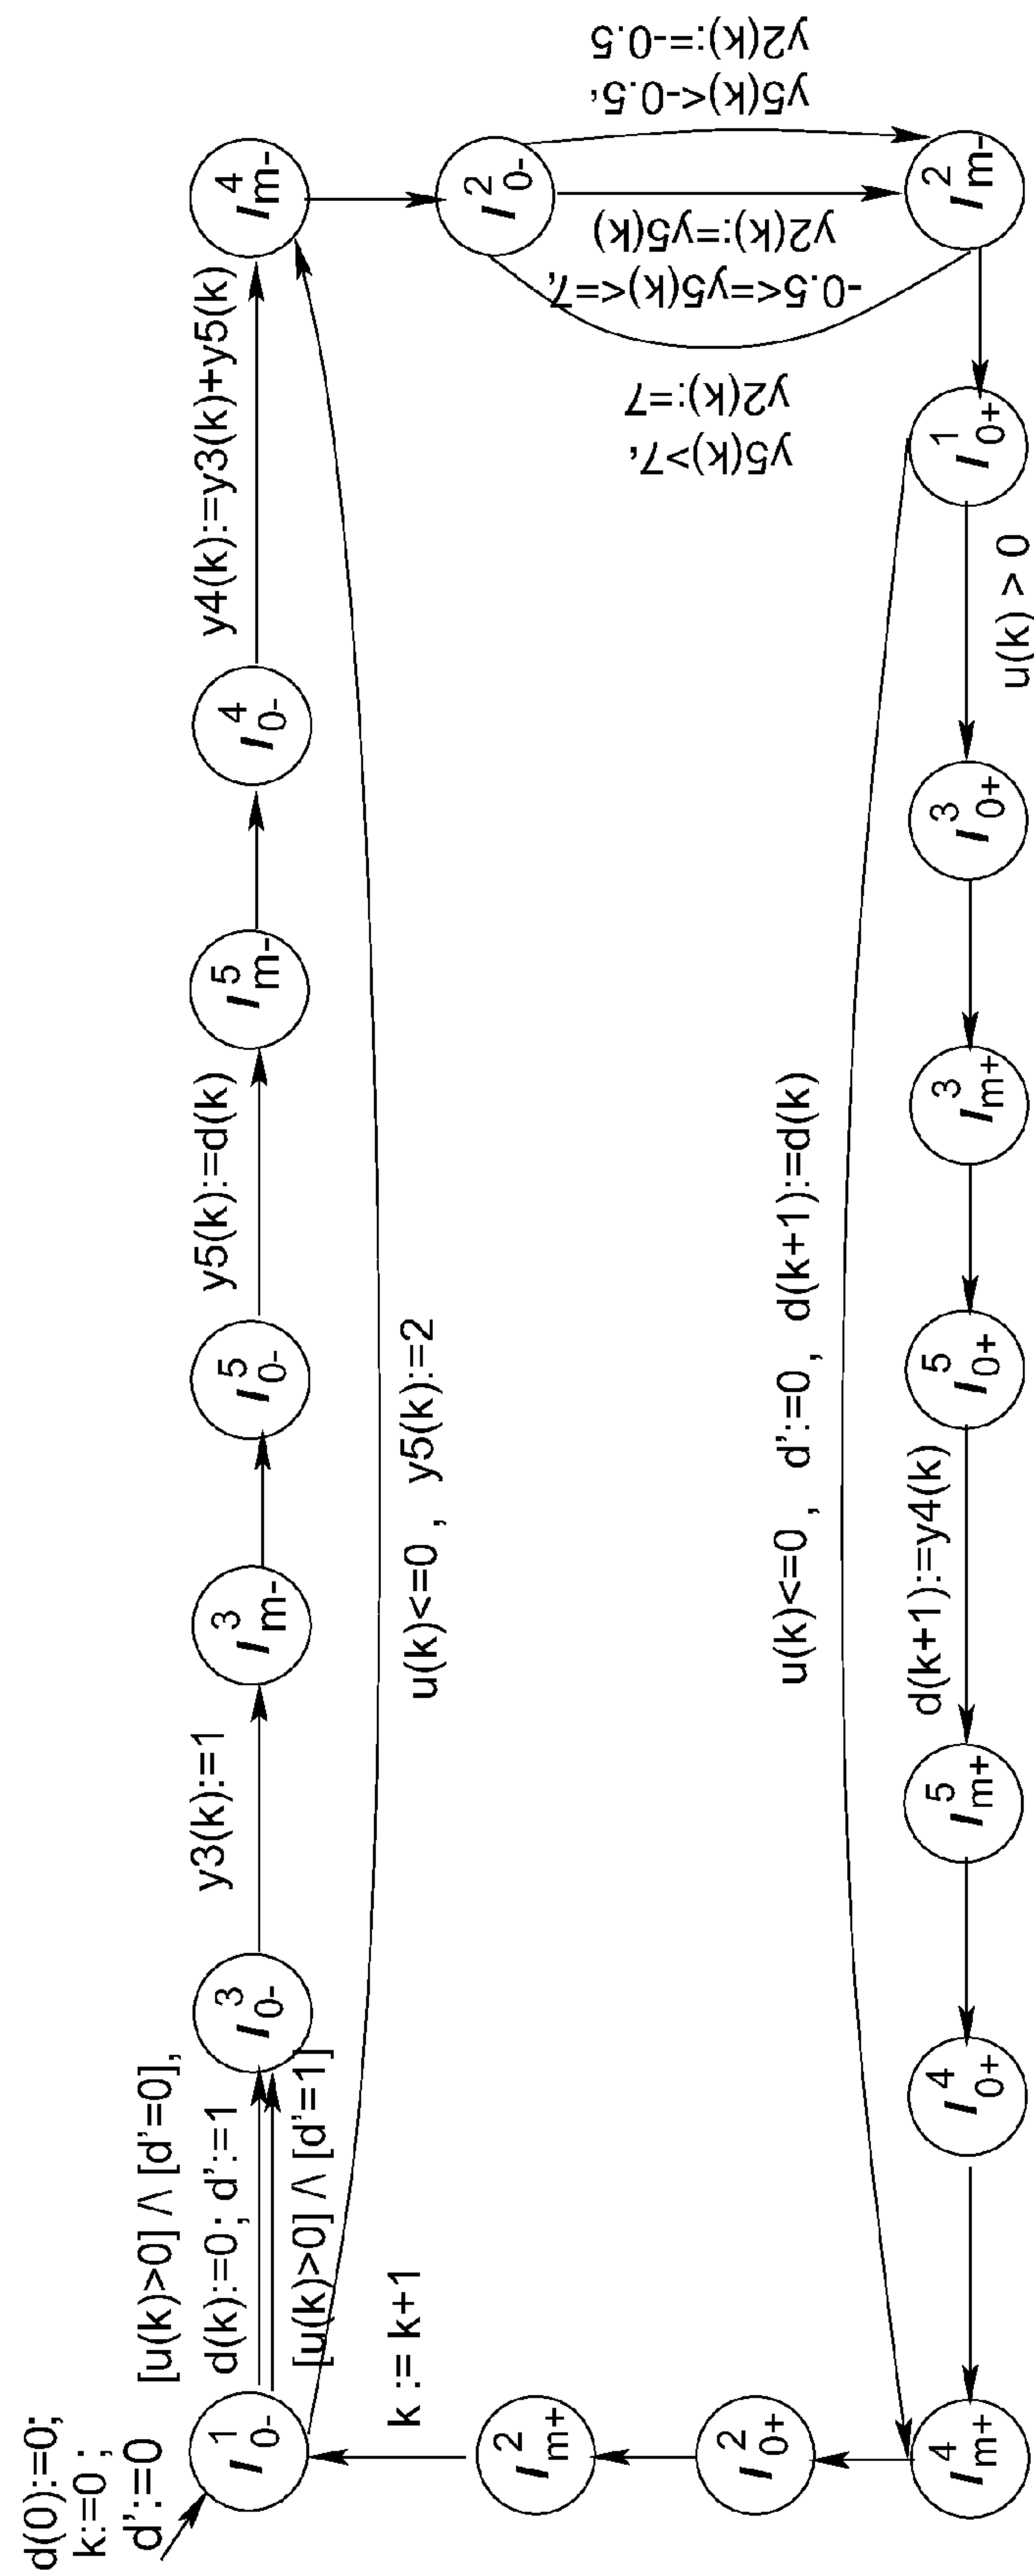 d(0):=0;
k:=0 ;
d':=0
[u(k)>0] /\ [d'=0],
d(k):=0; d':=1
[u(k)>0] /\ [d'=1]
l 1 0-
l 3 0-
y3(k):=1
l 3 m-
l 5 0-
y5(k):=d(k)
l 5 m-
l 4 0-
y4(k):=y3(k)+y5(k)
l 4 m-
u(k)<=0 , y5(k):=2
l 2 0-
y5(k)<-0.5,
y2(k):=-0.5
-0.5<=y5(k)<=7,
y2(k):=y5(k)
y5(k)>7,
y2(k):=7
l 2 m-
l 1 0+
u(k)<=0 , d':=0 , d(k+1):=d(k)
u(k) > 0
l 3 0+
l 3 m+
l 5 0+
d(k+1):=y4(k)
l 5 m+
l 4 0+
l 4 m+
l 2 0+
l 2 m+
k := k+1